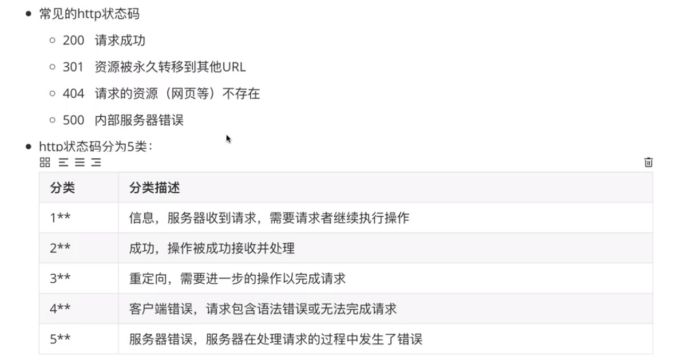 常见的http状态码
200 请求成功
301 资源被永久转移到其他URL
404 请求的资源（网页等）不存在
500 内部服务器错误
http状态码分为5类：
分类 分类描述
1** 信息，服务器收到请求，需要请求者继续执行操作
2** 成功，操作被成功接收并处理
3** 重定向，需要进一步的操作以完成请求
4** 客户端错误，请求包含语法错误或无法完成请求
5** 服务器错误，服务器在处理请求的过程中发生了错误